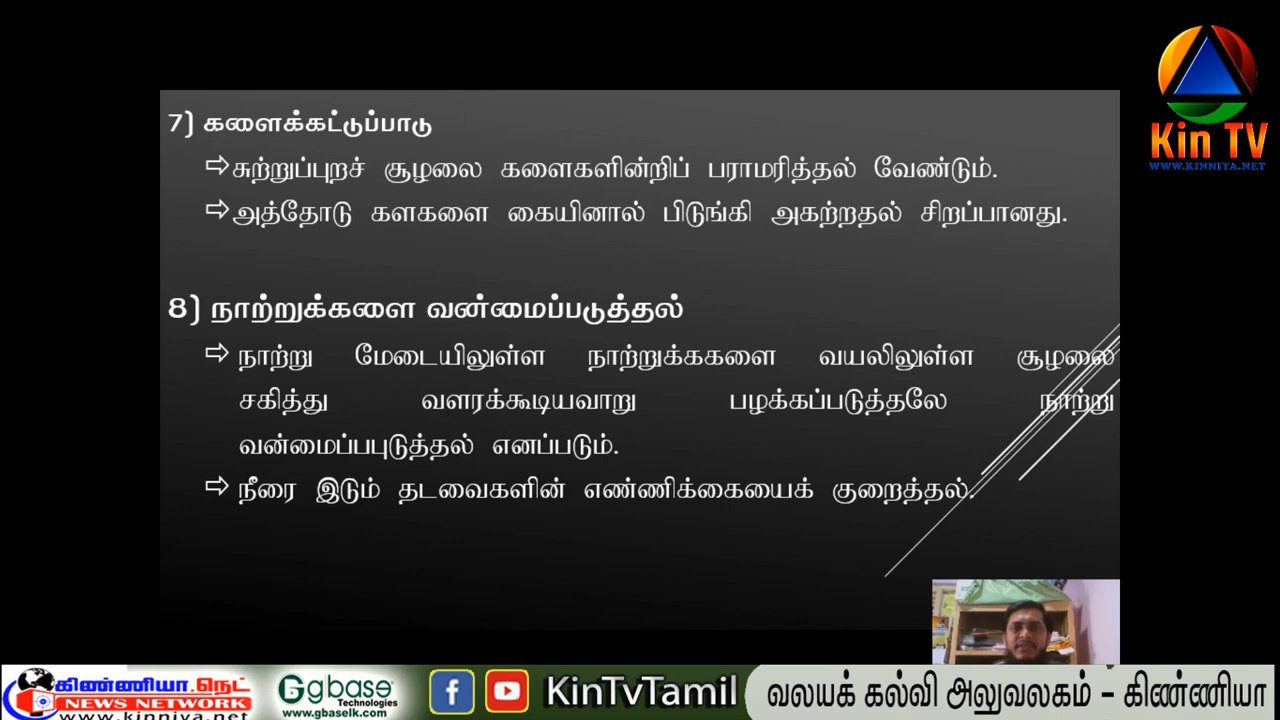 Kin TV
WWW.KINNIYA.NET
7) களைக்கட்டுப்பாடு
⇨சுற்றுப்புறச் சூழலை களைகளின்றிப் பராமரித்தல் வேண்டும்.
⇨அத்தோடு களகளை கையினால் பிடுங்கி அகற்றதல் சிறப்பானது.
8) நாற்றுக்களை வன்மைப்படுத்தல்
⇨ நாற்று மேடையிலுள்ள நாற்றுக்ககளை வயலிலுள்ள சூழலை
சகித்து வளரக்கூடியவாறு பழக்கப்படுத்தலே நாற்று
வன்மைப்பபுடுத்தல் எனப்படும்.
⇨ நீரை இடும் தடவைகளின் எண்ணிக்கையைக் குறைத்தல்.
கிண்ணியா.நெட்
NEWS NETWORK
www.kinniya.net
Ggbase
Technologies
www.gbaselk.com
KinTvTamil
வலயக் கல்வி அலுவலகம் – கிண்ணியா